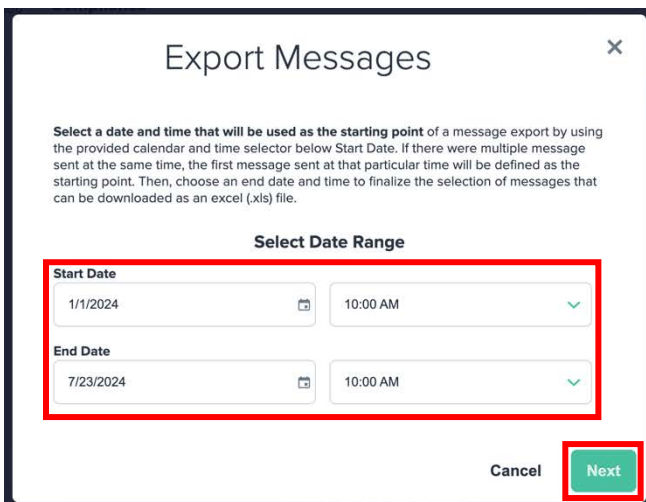 Export Messages
Select a date and time that will be used as the starting point of a message export by using
the provided calendar and time selector below Start Date. If there were multiple message
sent at the same time, the first message sent at that particular time will be defined as the
starting point. Then, choose an end date and time to finalize the selection of messages that
can be downloaded as an excel (.xls) file.
Select Date Range
Start Date
1/1/2024 10:00 AM
End Date
7/23/2024 10:00 AM
Cancel Next